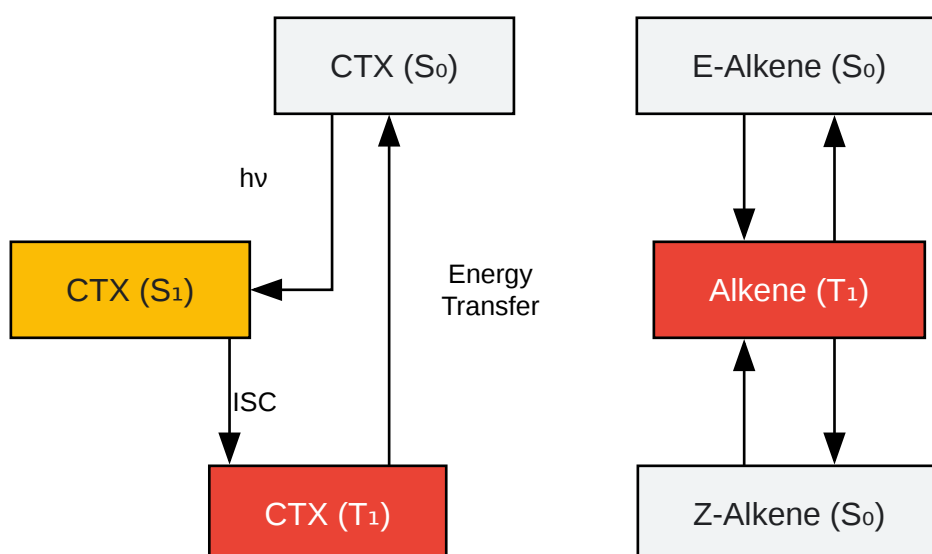 CTX (S₀)
E-Alkene (S₀)
hν
CTX (S₁)
Energy
Transfer
Alkene (T₁)
ISC
CTX (T₁)
Z-Alkene (S₀)